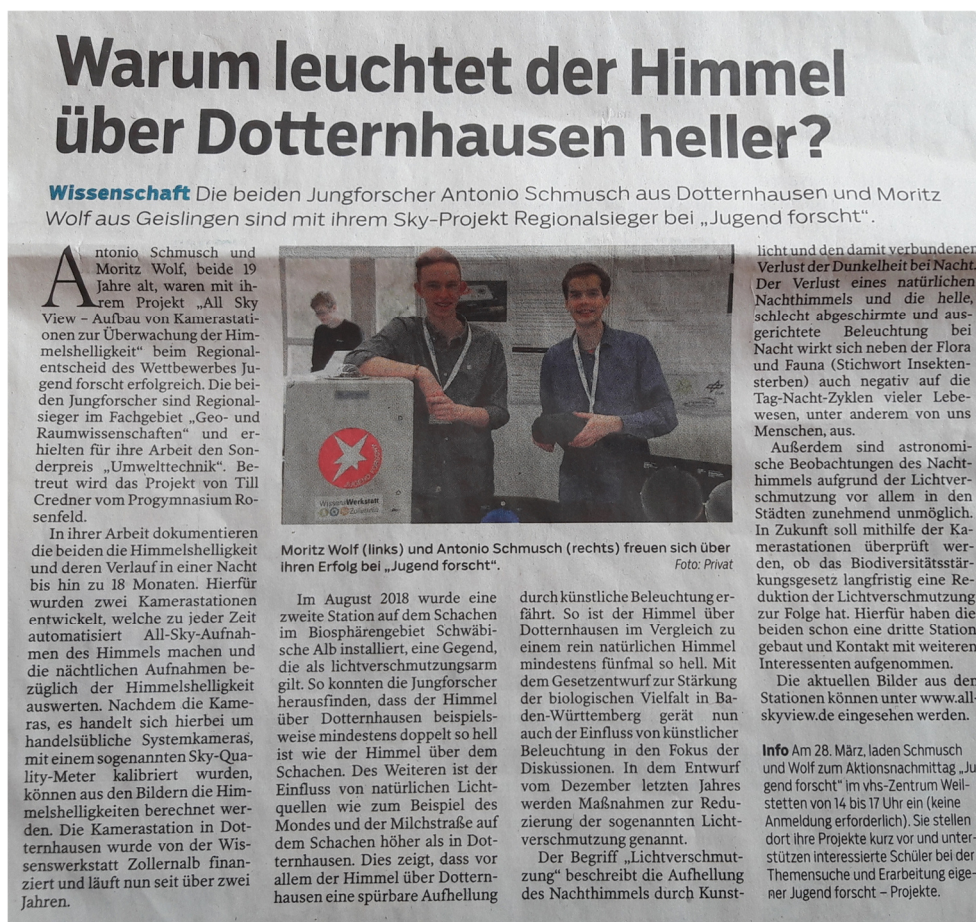 Warum leuchtet der Himmel
über Dotternhausen heller?
Wissenschaft Die beiden Jungforscher Antonio Schmusch aus Dotternhausen und Moritz
Wolf aus Geislingen sind mit ihrem Sky-Projekt Regionalsieger bei „Jugend forscht“.
Antonio Schmusch und
Moritz Wolf, beide 19
Jahre alt, waren mit ih-
rem Projekt „All Sky
View – Aufbau von Kamerastati-
onen zur Überwachung der Him-
melshelligkeit“ beim Regional-
entscheid des Wettbewerbes Ju-
gend forscht erfolgreich. Die bei-
den Jungforscher sind Regional-
sieger im Fachgebiet „Geo- und
Raumwissenschaften“ und er-
hielten für ihre Arbeit den Son-
derpreis „Umwelttechnik“. Be-
treut wird das Projekt von Till
Credner vom Progymnasium Ro-
senfeld.
In ihrer Arbeit dokumentieren
die beiden die Himmelshelligkeit
und deren Verlauf in einer Nacht
bis hin zu 18 Monaten. Hierfür
wurden zwei Kamerastationen
entwickelt, welche zu jeder Zeit
automatisiert All-Sky-Aufnah-
men des Himmels machen und
die nächtlichen Aufnahmen be-
züglich der Himmelshelligkeit
auswerten. Nachdem die Kame-
ras, es handelt sich hierbei um
handelsübliche Systemkameras,
mit einem sogenannten Sky-Qua-
lity-Meter kalibriert wurden,
können aus den Bildern die Him-
melshelligkeiten berechnet wer-
den. Die Kamerastation in Dot-
ternhausen wurde von der Wis-
senswerkstatt Zollernalb finan-
ziert und läuft nun seit über zwei
Jahren.
JUGEND FORSCHT
WissensWerkstatt
Zollernalb
DLR
Moritz Wolf (links) und Antonio Schmusch (rechts) freuen sich über
ihren Erfolg bei „Jugend forscht“. Foto: Privat
Im August 2018 wurde eine
zweite Station auf dem Schachen
im Biosphärengebiet Schwäbi-
sche Alb installiert, eine Gegend,
die als lichtverschmutzungsarm
gilt. So konnten die Jungforscher
herausfinden, dass der Himmel
über Dotternhausen beispiels-
weise mindestens doppelt so hell
ist wie der Himmel über dem
Schachen. Des Weiteren ist der
Einfluss von natürlichen Licht-
quellen wie zum Beispiel des
Mondes und der Milchstraße auf
dem Schachen höher als in Dot-
ternhausen. Dies zeigt, dass vor
allem der Himmel über Dottern-
hausen eine spürbare Aufhellung
durch künstliche Beleuchtung er-
fährt. So ist der Himmel über
Dotternhausen im Vergleich zu
einem rein natürlichen Himmel
mindestens fünfmal so hell. Mit
dem Gesetzentwurf zur Stärkung
der biologischen Vielfalt in Ba-
den-Württemberg gerät nun
auch der Einfluss von künstlicher
Beleuchtung in den Fokus der
Diskussionen. In dem Entwurf
vom Dezember letzten Jahres
werden Maßnahmen zur Redu-
zierung der sogenannten Licht-
verschmutzung genannt.
Der Begriff „Lichtverschmut-
zung“ beschreibt die Aufhellung
des Nachthimmels durch Kunst-
licht und den damit verbundenen
Verlust der Dunkelheit bei Nacht.
Der Verlust eines natürlichen
Nachthimmels und die helle,
schlecht abgeschirmte und aus-
gerichtete Beleuchtung bei
Nacht wirkt sich neben der Flora
und Fauna (Stichwort Insekten-
sterben) auch negativ auf die
Tag-Nacht-Zyklen vieler Lebe-
wesen, unter anderem von uns
Menschen, aus.
Außerdem sind astronomi-
sche Beobachtungen des Nacht-
himmels aufgrund der Lichtver-
schmutzung vor allem in den
Städten zunehmend unmöglich.
In Zukunft soll mithilfe der Ka-
merastationen überprüft wer-
den, ob das Biodiversitätsstär-
kungsgesetz langfristig eine Re-
duktion der Lichtverschmutzung
zur Folge hat. Hierfür haben die
beiden schon eine dritte Station
gebaut und Kontakt mit weiteren
Interessenten aufgenommen.
Die aktuellen Bilder aus den
Stationen können unter www.all-
skyview.de eingesehen werden.
Info Am 28. März, laden Schmusch
und Wolf zum Aktionsnachmittag „Ju
gend forscht“ im vhs-Zentrum Weil-
stetten von 14 bis 17 Uhr ein (keine
Anmeldung erforderlich). Sie stellen
dort ihre Projekte kurz vor und unter-
stützen interessierte Schüler bei der
Themensuche und Erarbeitung eige-
ner Jugend forscht – Projekte.